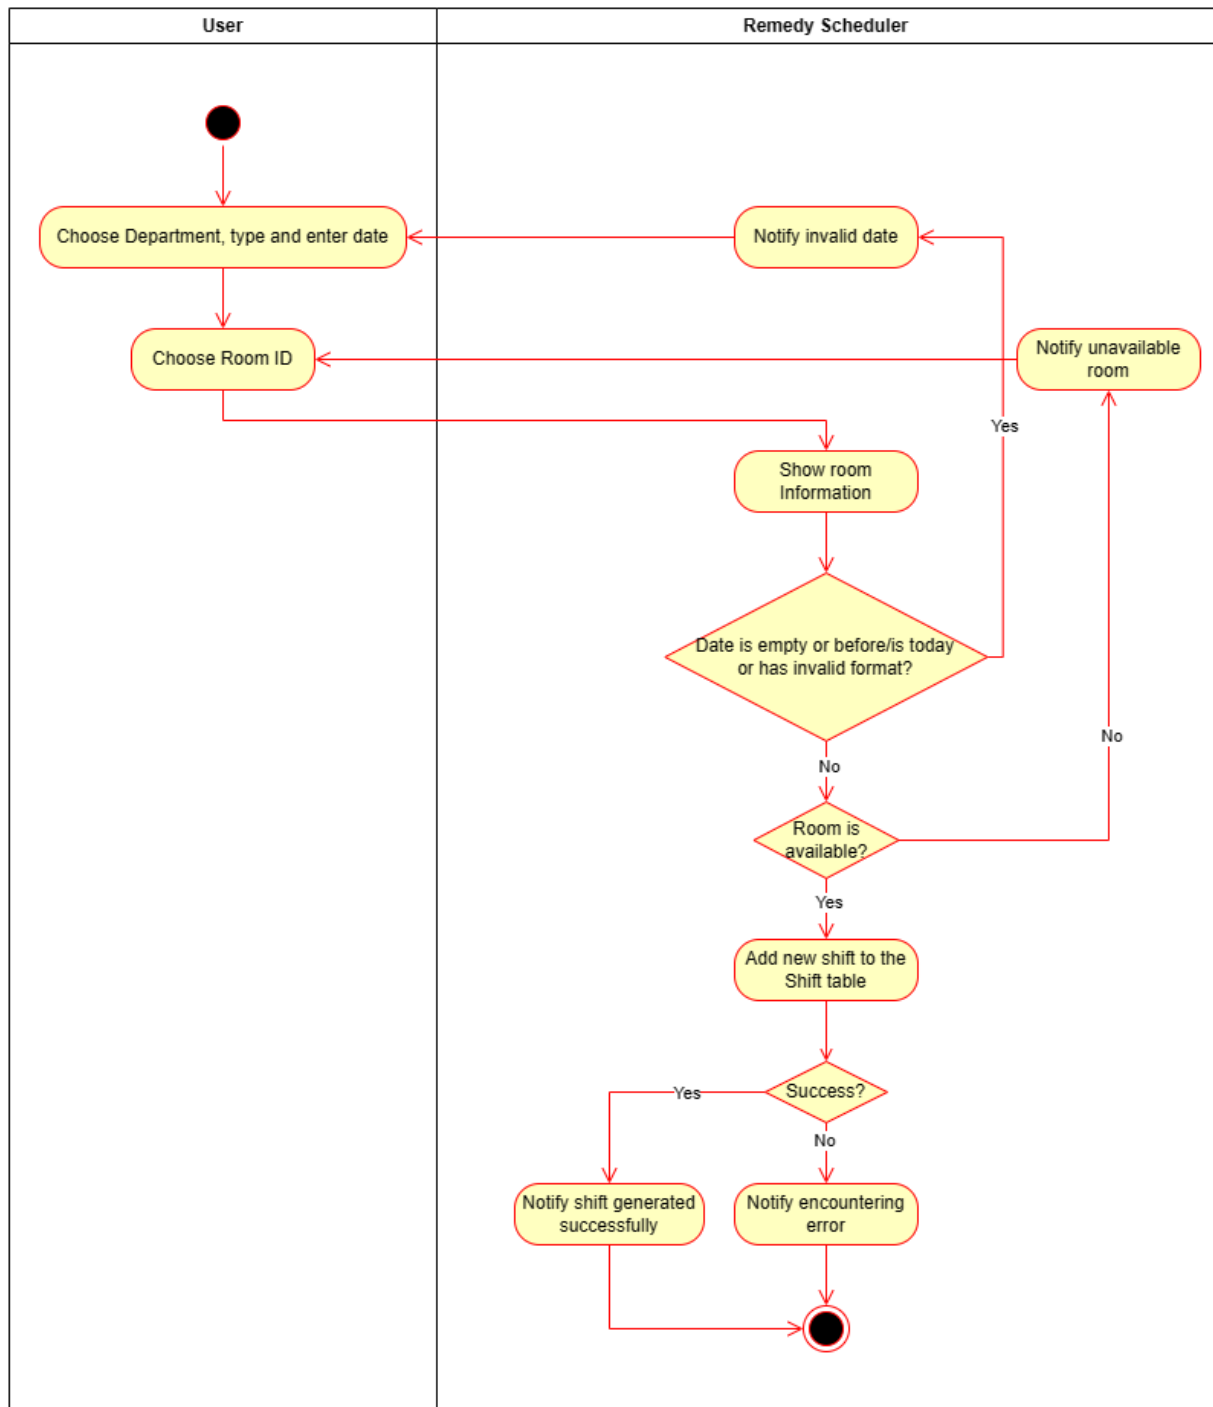 User
Remedy Scheduler
Choose Department, type and enter date
Notify invalid date
Choose Room ID
Notify unavailable
room
Yes
Show room
Information
Date is empty or before/is today
or has invalid format?
No
No
Room is
available?
Yes
Add new shift to the
Shift table
Success?
Yes
No
Notify shift generated
successfully
Notify encountering
error